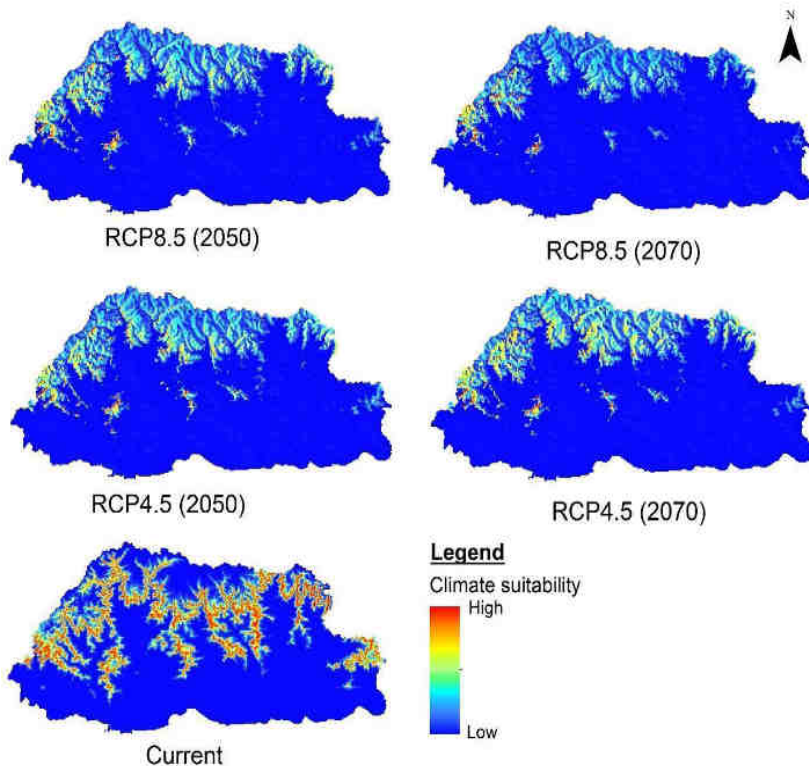 N
RCP8.5 (2050)
RCP8.5 (2070)
RCP4.5 (2050)
RCP4.5 (2070)
Legend
Climate suitability
High
Low
Current